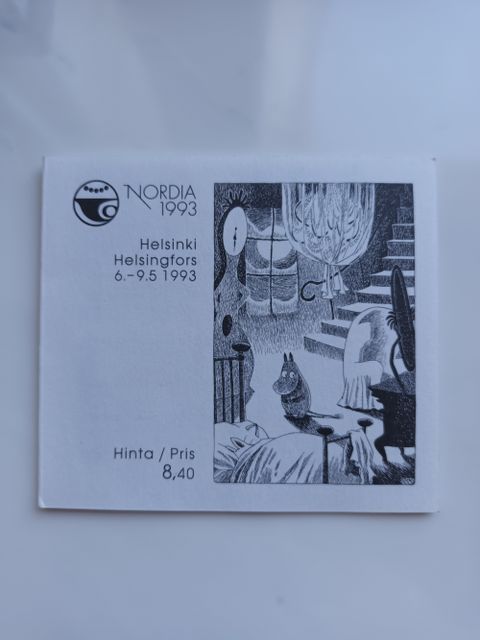 NORDIA
1993
Helsinki
Helsingfors
6.–9.5 1993
Hinta / Pris
8,40